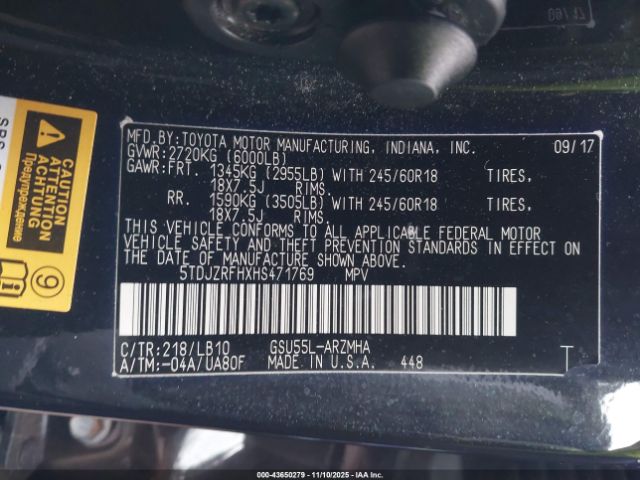 MFD.BY:TOYOTA MOTOR MANUFACTURING, INDIANA, INC. 09/17
GVWR:2720KG (6000LB)
GAWR:FRT. 1345KG (2955LB) WITH 245/60R18 TIRES,
18X7.5J RIMS.
RR. 1590KG (3505LB) WITH 245/60R18 TIRES,
18X7.5J RIMS.
THIS VEHICLE CONFORMS TO ALL APPLICABLE FEDERAL MOTOR
VEHICLE SAFETY AND THEFT PREVENTION STANDARDS IN EFFECT ON
THE DATE OF MANUFACTURE SHOWN ABOVE.
5TDJZRFHXHS471769 MPV
C/TR:218/LB10 GSU55L-ARZMHA
A/TM:-04A/UA80F MADE IN U.S.A. 448
CAUTION
ATTENTION
ACHTUNG
Предупреждение
9
000-43650279 - 11/10/2025 - IAAI.COM